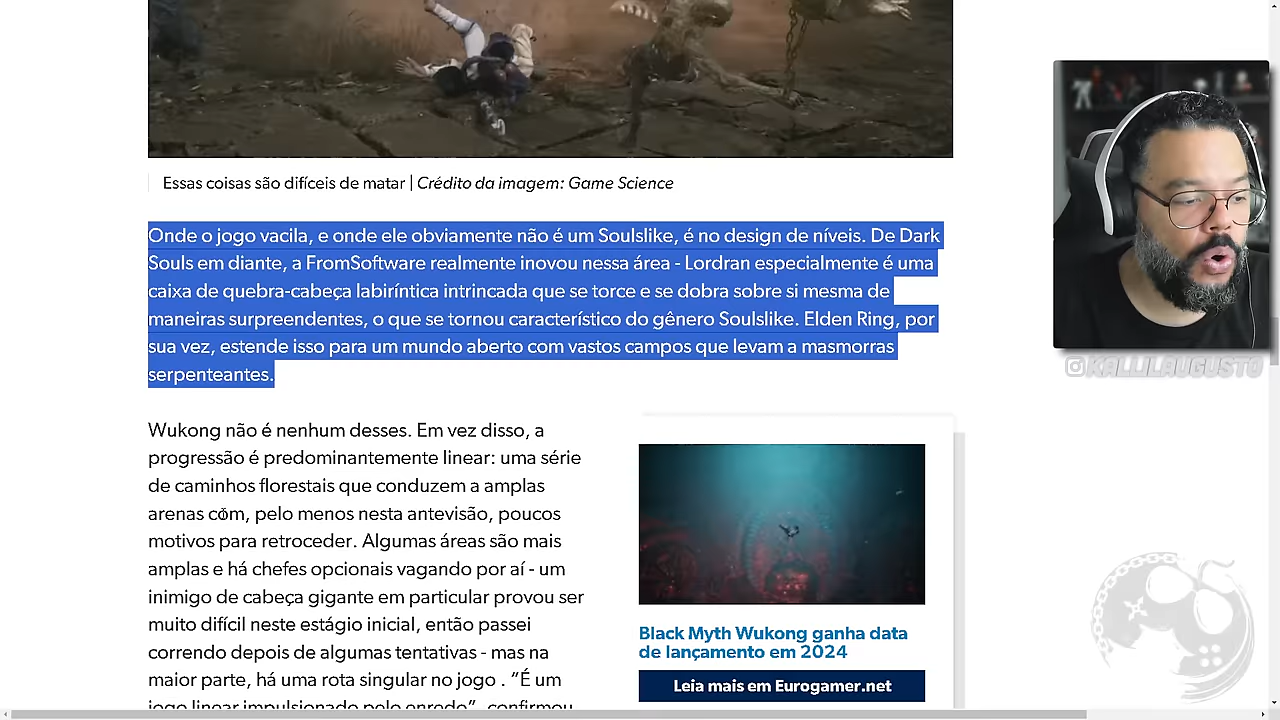 Essas coisas são difíceis de matar | Crédito da imagem: Game Science
Onde o jogo vacila, e onde ele obviamente não é um Soulslike, é no design de níveis. De Dark
Souls em diante, a FromSoftware realmente inovou nessa área - Lordran especialmente é uma
caixa de quebra-cabeça labiríntica intrincada que se torce e se dobra sobre si mesma de
maneiras surpreendentes, o que se tornou característico do gênero Soulslike. Elden Ring, por
sua vez, estende isso para um mundo aberto com vastos campos que levam a masmorras
serpenteantes.
Wukong não é nenhum desses. Em vez disso, a
progressão é predominantemente linear: uma série
de caminhos florestais que conduzem a amplas
arenas com, pelo menos nesta antevisão, poucos
motivos para retroceder. Algumas áreas são mais
amplas e há chefes opcionais vagando por aí - um
inimigo de cabeça gigante em particular provou ser
muito difícil neste estágio inicial, então passei
correndo depois de algumas tentativas - mas na
maior parte, há uma rota singular no jogo . "É um
jogo linear impulsionado pelo enredo", confirmou
Black Myth Wukong ganha data
de lançamento em 2024
Leia mais em Eurogamer.net
KALLILAUGUSTO